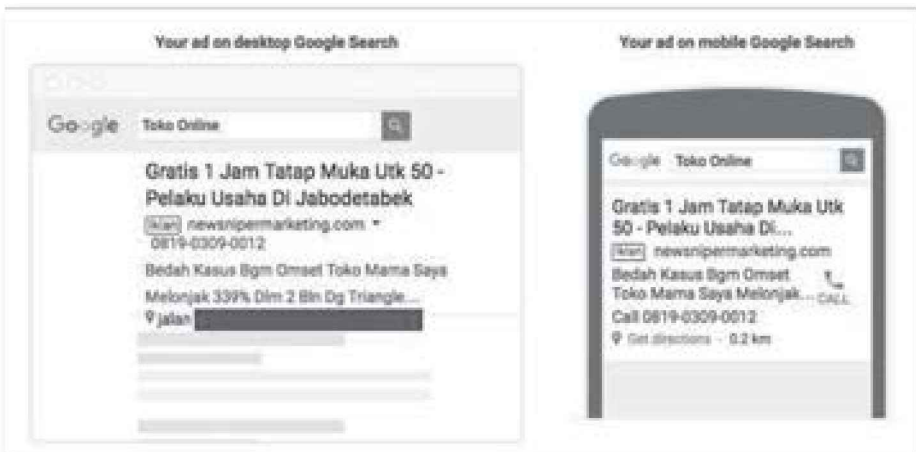 Your ad on desktop Google Search
Google Toko Online
Gratis 1 Jam Tatap Muka Utk 50 -
Pelaku Usaha Di Jabodetabek
Iklan newsnipermarketing.com
0819-0309-0012
Bedah Kasus Bgm Omset Toko Mama Saya
Melonjak 339% Dlm 2 Bln Dg Triangle...
jalan
Your ad on mobile Google Search
Google Toko Online
Gratis 1 Jam Tatap Muka Utk
50 - Pelaku Usaha Di...
Iklan newsnipermarketing.com
Bedah Kasus Bgm Omset
Toko Mama Saya Melonjak... CALL
Call 0819-0309-0012
Get directions - 0.2 km